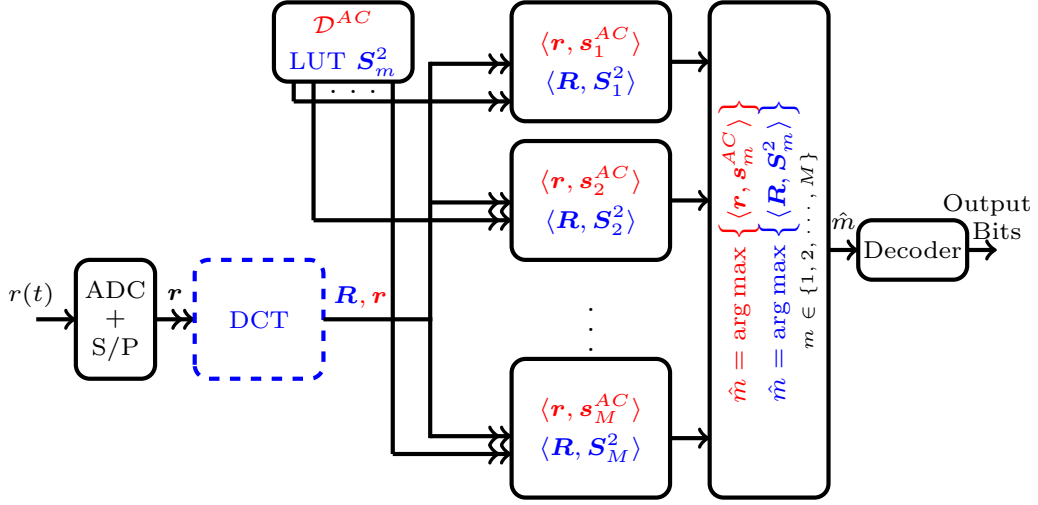 𝒟^{AC}
LUT S_m^2
. . . .
⟨r, s_1^{AC}⟩
⟨R, S_1^2⟩
⟨r, s_2^{AC}⟩
⟨R, S_2^2⟩
r(t)
ADC
+
S/P
r
DCT
R, r
⟨r, s_M^{AC}⟩
⟨R, S_M^2⟩
m̂ = arg max {⟨r, s_m^{AC}⟩}
m̂ = arg max {⟨R, S_m^2⟩}
m ∈ {1, 2, · · · , M}
m̂
Decoder
Output
Bits